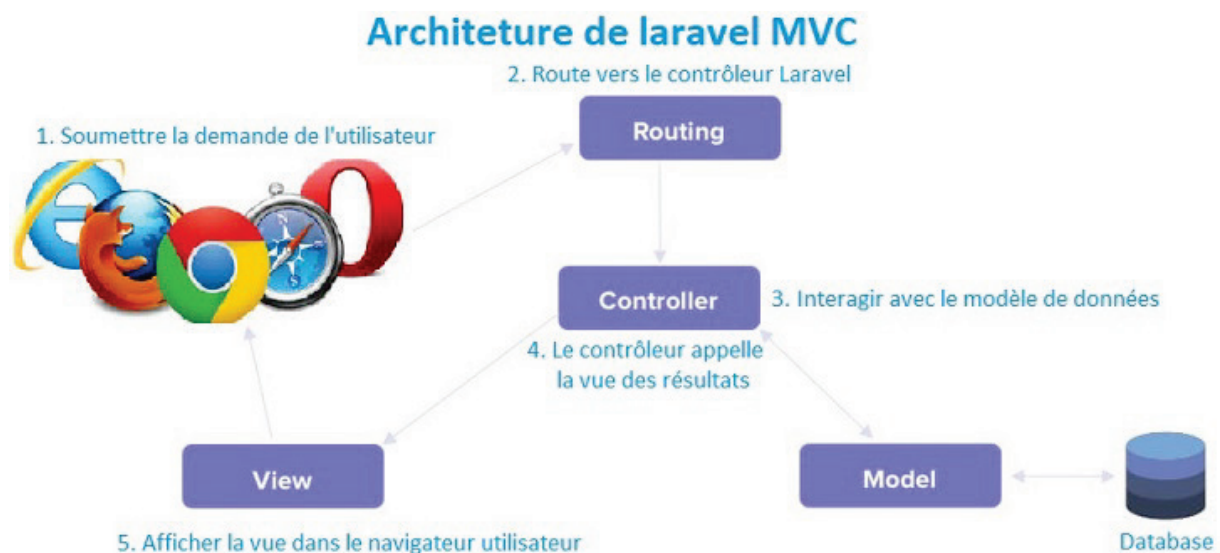 Architeture de laravel MVC
2. Route vers le contrôleur Laravel
Routing
1. Soumettre la demande de l'utilisateur
Controller
3. Interagir avec le modèle de données
4. Le contrôleur appelle
la vue des résultats
View
Model
5. Afficher la vue dans le navigateur utilisateur
Database